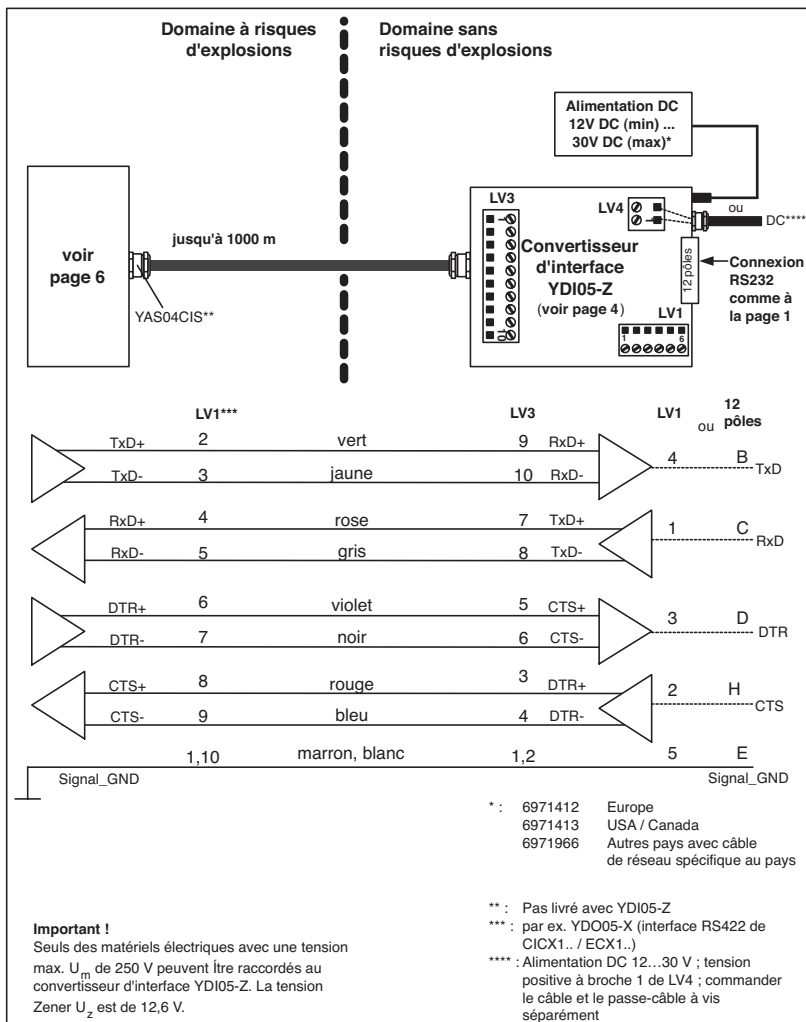 Domaine à risques
d'explosions
Domaine sans
risques d'explosions
Alimentation DC
12V DC (min) ...
30V DC (max)*
LV3
LV4
ou
DC****
1
1
voir
page 6
jusqu'à 1000 m
Convertisseur
d'interface
YDI05-Z
(voir page 4)
12 pôles
Connexion
RS232
comme à
la page 1
YAS04CIS**
10
LV1
1
6
LV1***
LV3
LV1
ou
12
pôles
TxD+ 2 vert 9 RxD+
4 B TxD
TxD- 3 jaune 10 RxD-
RxD+ 4 rose 7 TxD+
1 C RxD
RxD- 5 gris 8 TxD-
DTR+ 6 violet 5 CTS+
3 D DTR
DTR- 7 noir 6 CTS-
CTS+ 8 rouge 3 DTR+
2 H CTS
CTS- 9 bleu 4 DTR-
1,10 marron, blanc 1,2 5 E
Signal_GND Signal_GND
* : 6971412 Europe
6971413 USA / Canada
6971966 Autres pays avec câble
de réseau spécifique au pays
Important !
Seuls des matériels électriques avec une tension
max. Um de 250 V peuvent Ître raccordés au
convertisseur d'interface YDI05-Z. La tension
Zener Uz est de 12,6 V.
** : Pas livré avec YDI05-Z
*** : par ex. YDO05-X (interface RS422 de
CICX1.. / ECX1..)
**** : Alimentation DC 12...30 V ; tension
positive à broche 1 de LV4 ; commander
le câble et le passe-câble à vis
séparément